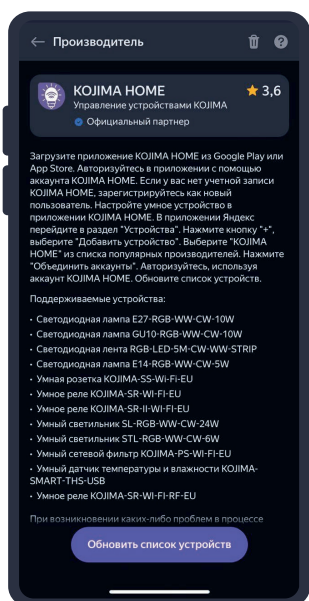 ← Производитель
KOJIMA HOME
3,6
Управление устройствами KOJIMA
Официальный партнер
Загрузите приложение KOJIMA HOME из Google Play или
App Store. Авторизуйтесь в приложении с помощью
аккаунта KOJIMA HOME. Если у вас нет учетной записи
KOJIMA HOME, зарегистрируйтесь как новый
пользователь. Настройте умное устройство в
приложении KOJIMA HOME. В приложении Яндекс
перейдите в раздел "Устройства". Нажмите кнопку "+",
выберите "Добавить устройство". Выберите "KOJIMA
HOME" из списка популярных производителей. Нажмите
"Объединить аккаунты". Авторизуйтесь, используя
аккаунт KOJIMA HOME. Обновите список устройств.
Поддерживаемые устройства:
• Светодиодная лампа E27-RGB-WW-CW-10W
• Светодиодная лампа GU10-RGB-WW-CW-10W
• Светодиодная лента RGB-LED-5M-CW-WW-STRIP
• Светодиодная лампа E14-RGB-WW-CW-5W
• Умная розетка KOJIMA-SS-Wi-Fi-EU
• Умное реле KOJIMA-SR-WI-FI-EU
• Умное реле KOJIMA-SR-II-WI-FI-EU
• Умный светильник SL-RGB-WW-CW-24W
• Умный светильник STL-RGB-WW-CW-6W
• Умный сетевой фильтр KOJIMA-PS-WI-FI-EU
• Умный датчик температуры и влажности KOJIMA-
SMART-THS-USB
• Умное реле KOJIMA-SR-WI-FI-RF-EU
При возникновении каких-либо проблем в процессе
Обновить список устройств